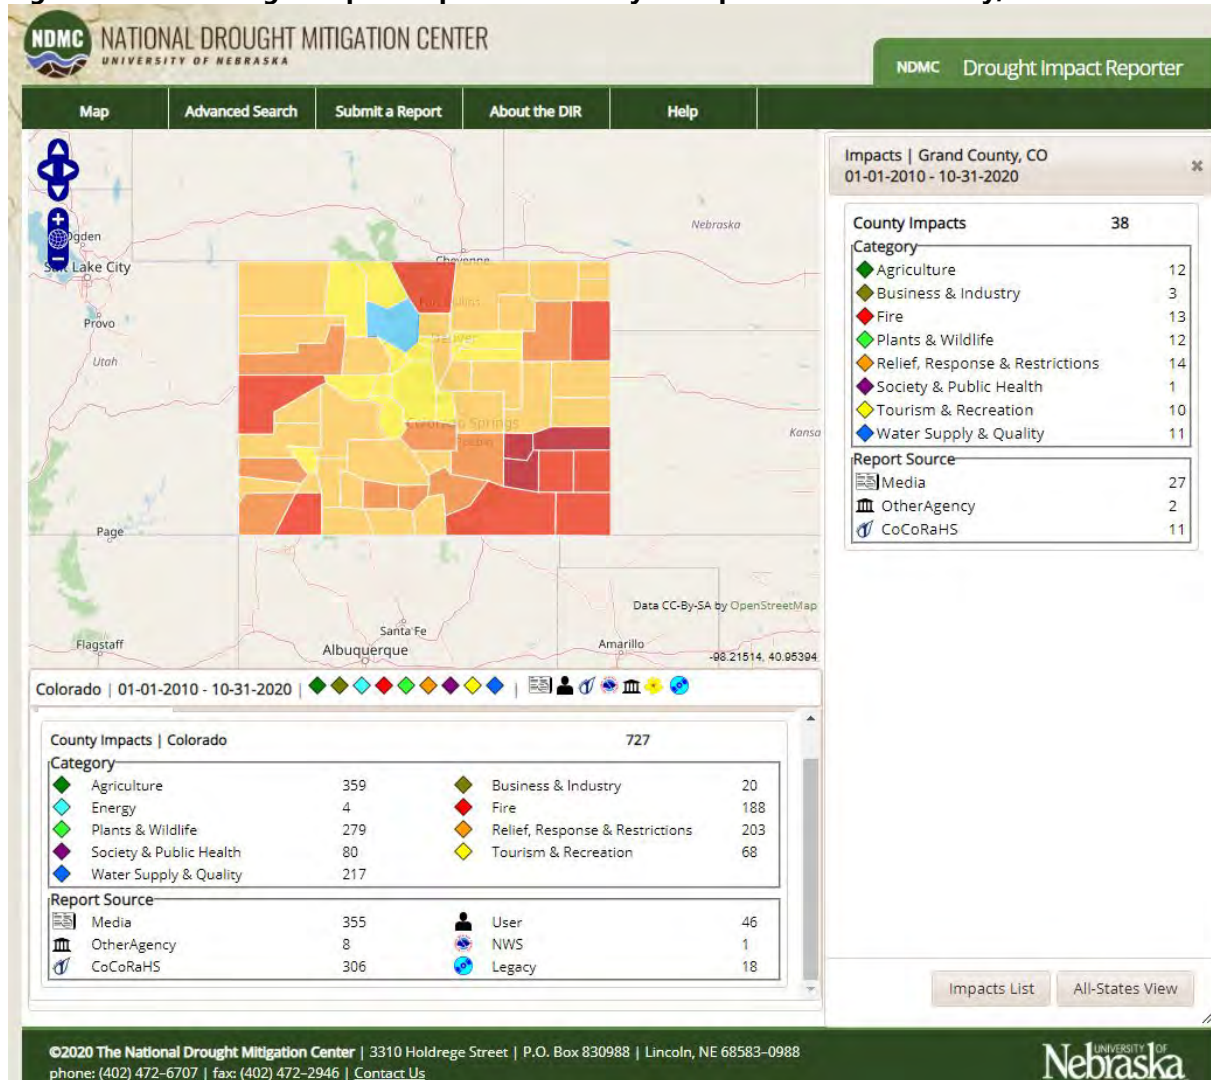 NDMC
NATIONAL DROUGHT MITIGATION CENTER
UNIVERSITY OF NEBRASKA
NDMC Drought Impact Reporter
Map Advanced Search Submit a Report About the DIR Help
Ogden
Salt Lake City
Provo
Utah
Page
Flagstaff
Cheyenne
Nebraska
Denver
Colorado Springs
Pueblo
Kansa
Santa Fe
Albuquerque
Amarillo
Data CC-By-SA by OpenStreetMap
-98.21514, 40.95394
Impacts | Grand County, CO
01-01-2010 - 10-31-2020
County Impacts 38
Category
Agriculture 12
Business & Industry 3
Fire 13
Plants & Wildlife 12
Relief, Response & Restrictions 14
Society & Public Health 1
Tourism & Recreation 10
Water Supply & Quality 11
Report Source
Media 27
OtherAgency 2
CoCoRaHS 11
Colorado | 01-01-2010 - 10-31-2020 |
County Impacts | Colorado 727
Category
Agriculture 359 Business & Industry 20
Energy 4 Fire 188
Plants & Wildlife 279 Relief, Response & Restrictions 203
Society & Public Health 80 Tourism & Recreation 68
Water Supply & Quality 217
Report Source
Media 355 User 46
OtherAgency 8 NWS 1
CoCoRaHS 306 Legacy 18
Impacts List All-States View
©2020 The National Drought Mitigation Center | 3310 Holdrege Street | P.O. Box 830988 | Lincoln, NE 68583–0988
phone: (402) 472–6707 | fax: (402) 472–2946 | Contact Us
UNIVERSITY OF
Nebraska